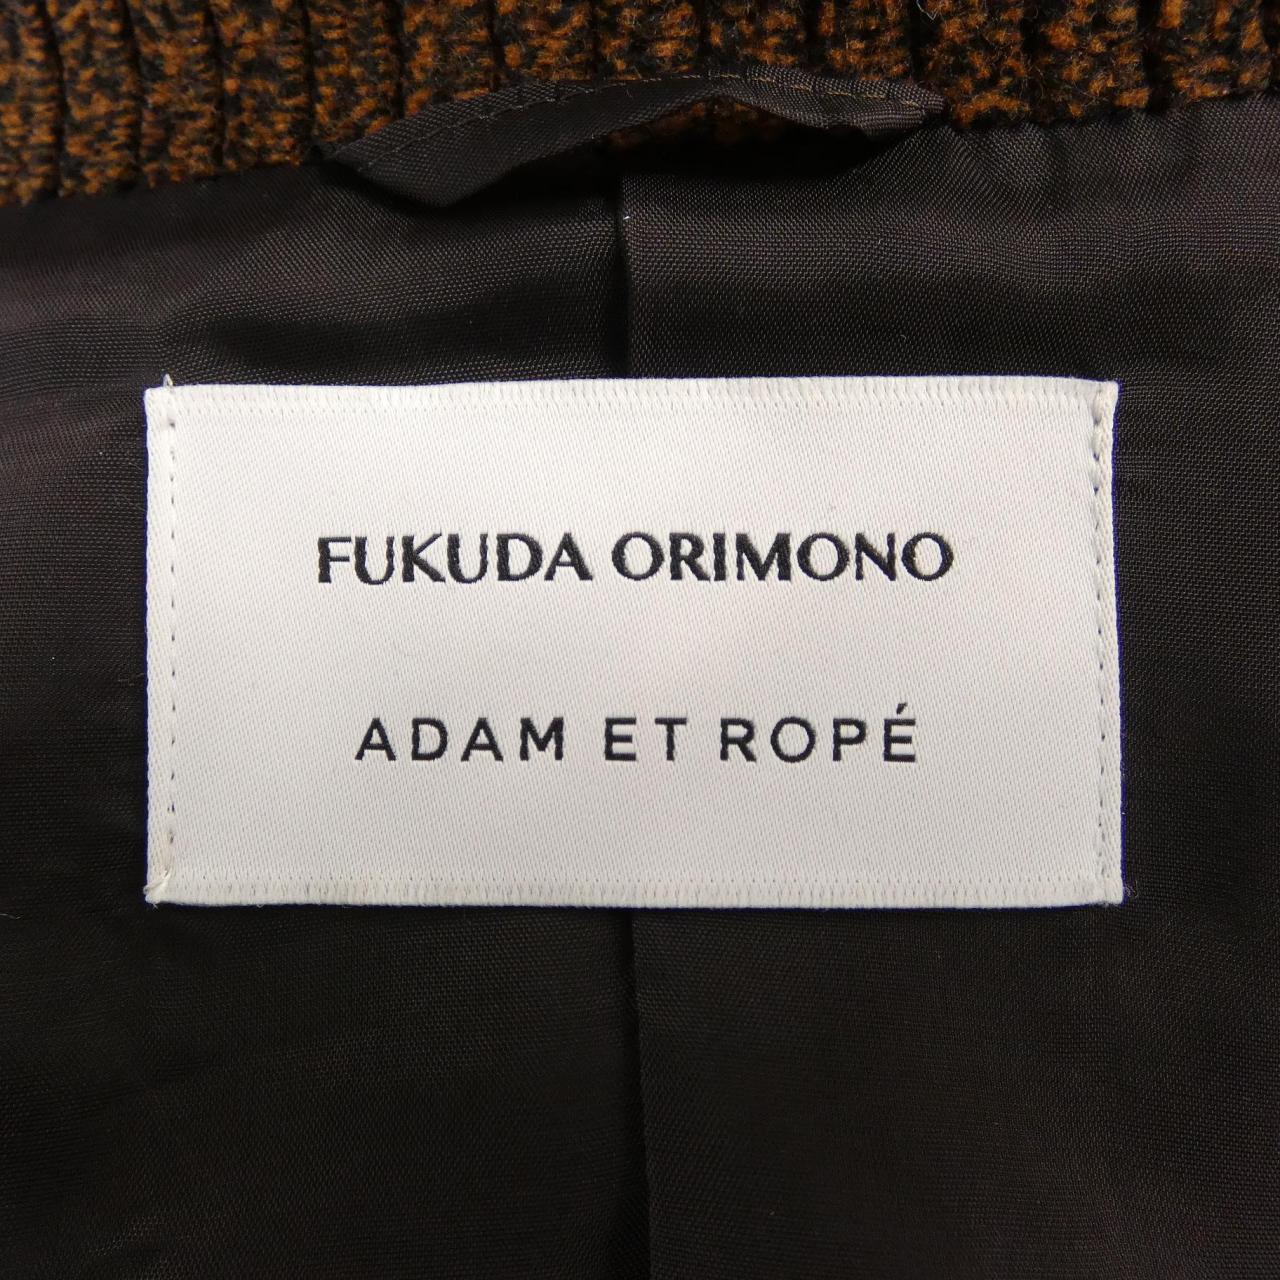 FUKUDA ORIMONO
ADAM ET ROPÉ